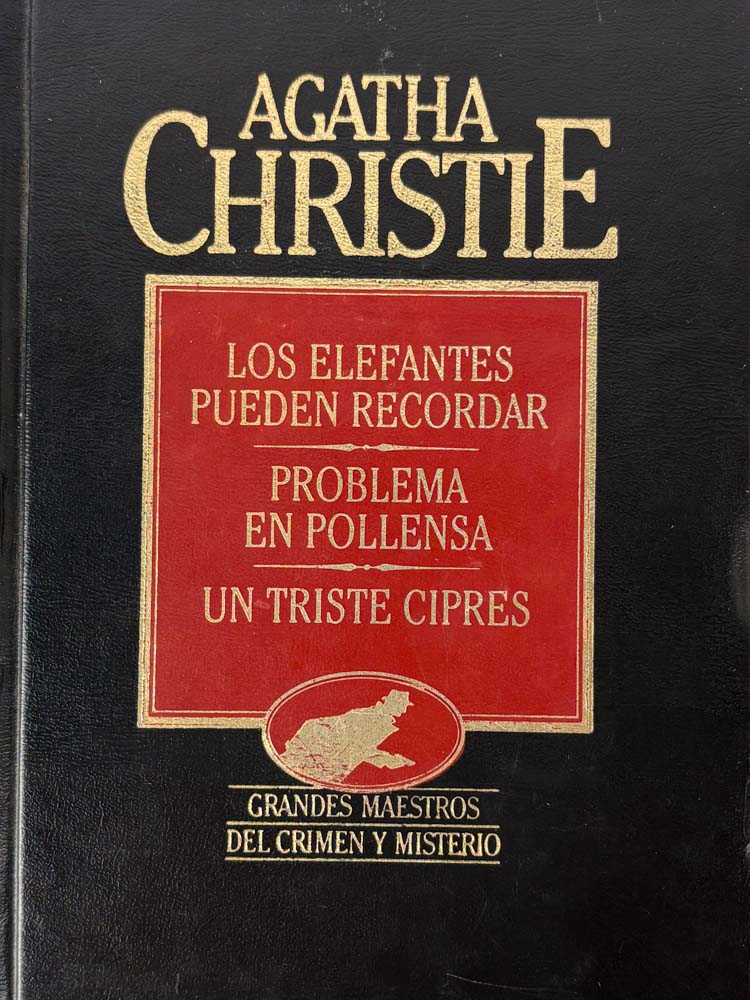 AGATHA
CHRISTIE
LOS ELEFANTES
PUEDEN RECORDAR
PROBLEMA
EN POLLENSA
UN TRISTE CIPRES
GRANDES MAESTROS
DEL CRIMEN Y MISTERIO